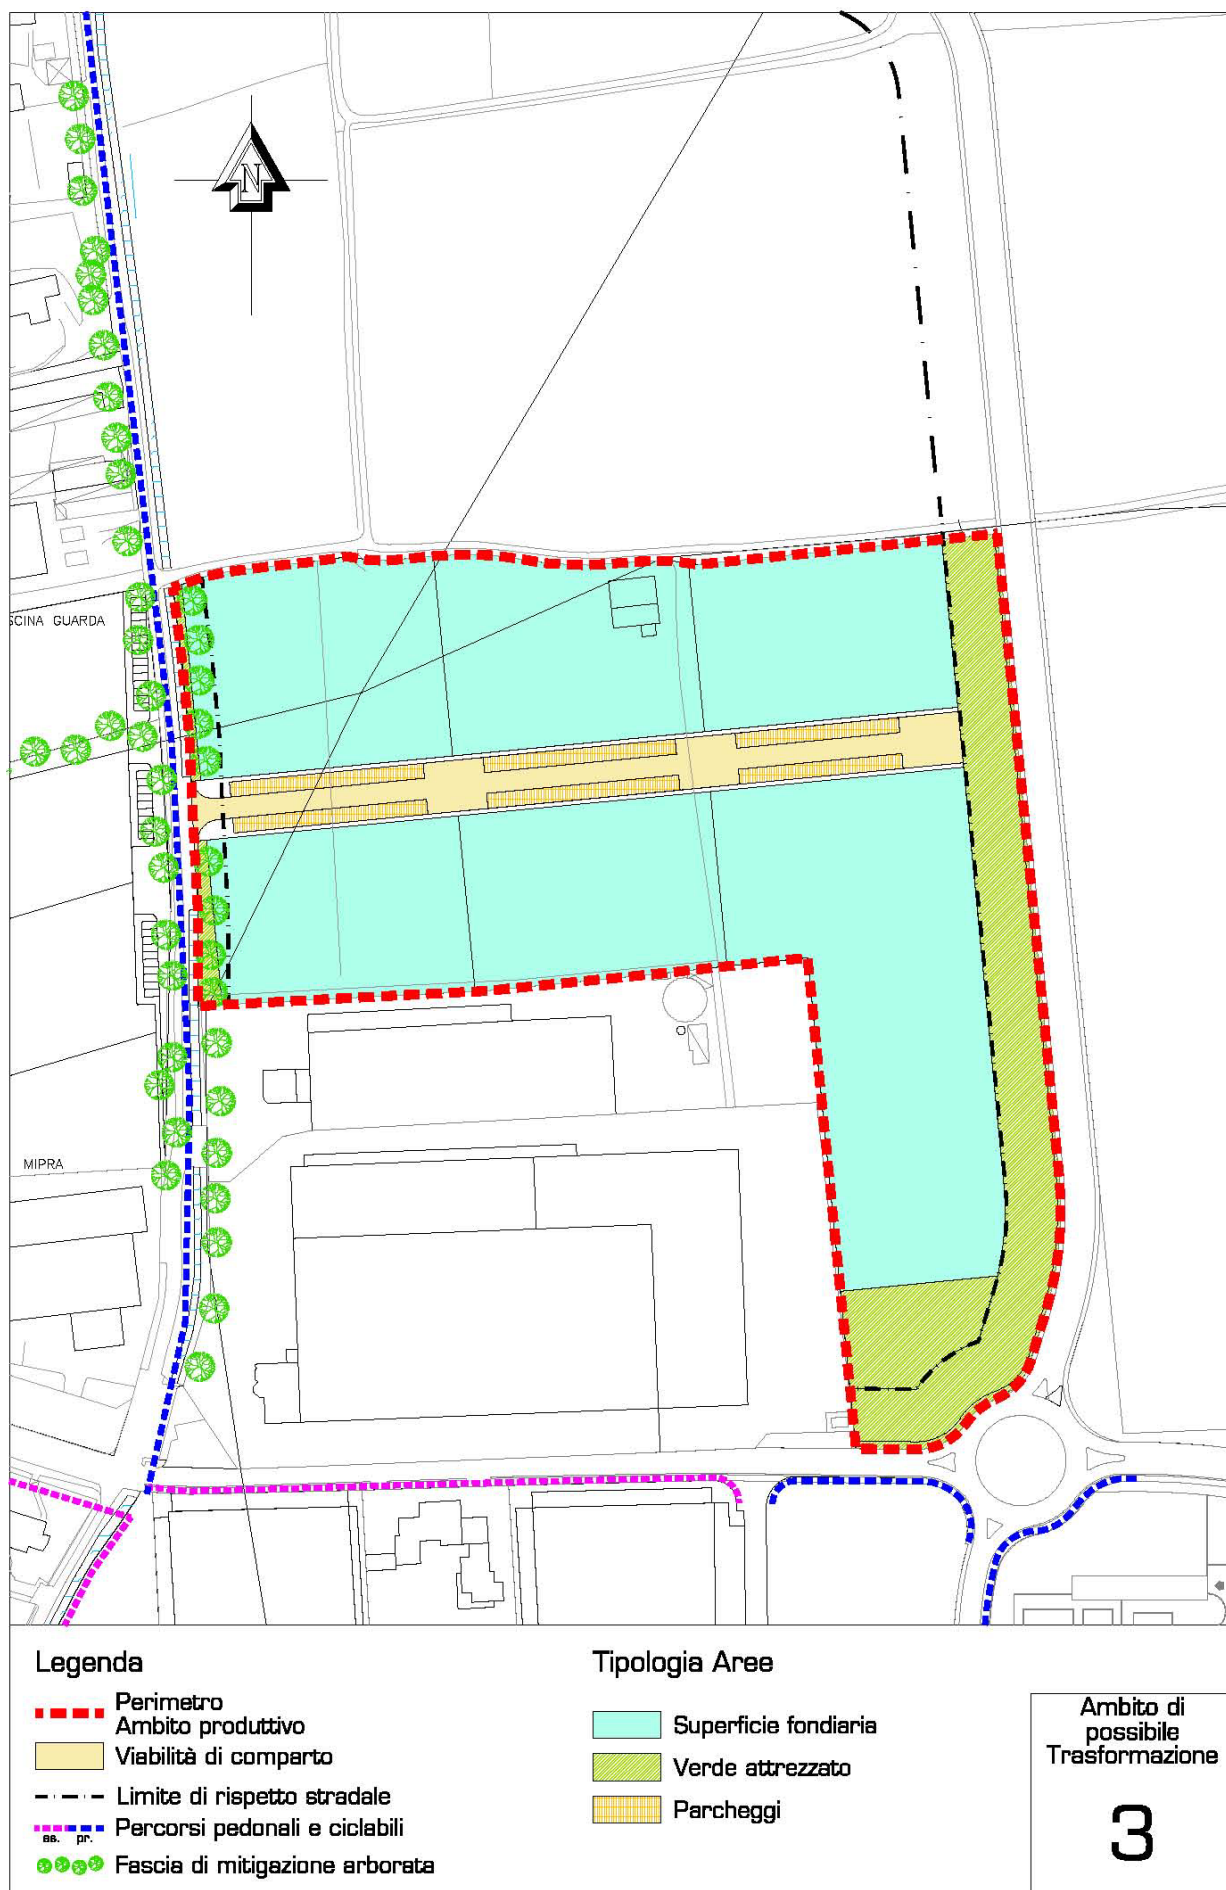 N
SCINA GUARDA
MIPRA
Legenda
Perimetro
Ambito produttivo
Viabilità di comparto
Limite di rispetto stradale
es. pr. Percorsi pedonali e ciclabili
Fascia di mitigazione arborata
Tipologia Aree
Superficie fondiaria
Verde attrezzato
Parcheggi
Ambito di
possibile
Trasformazione
3